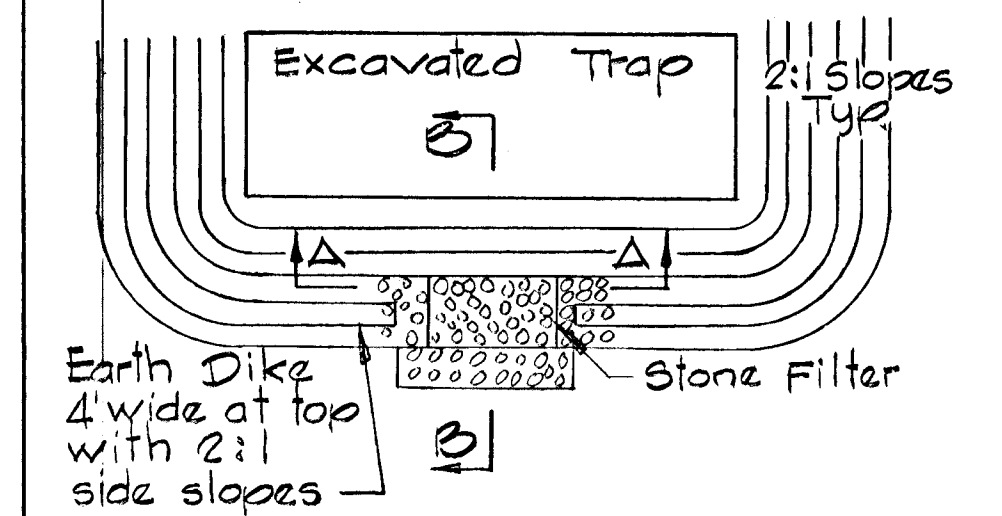 Excavated Trap
2:1 Slopes
Typ
B
A A
Earth Dike
4' wide at top
with 2:1
side slopes
Stone Filter
B